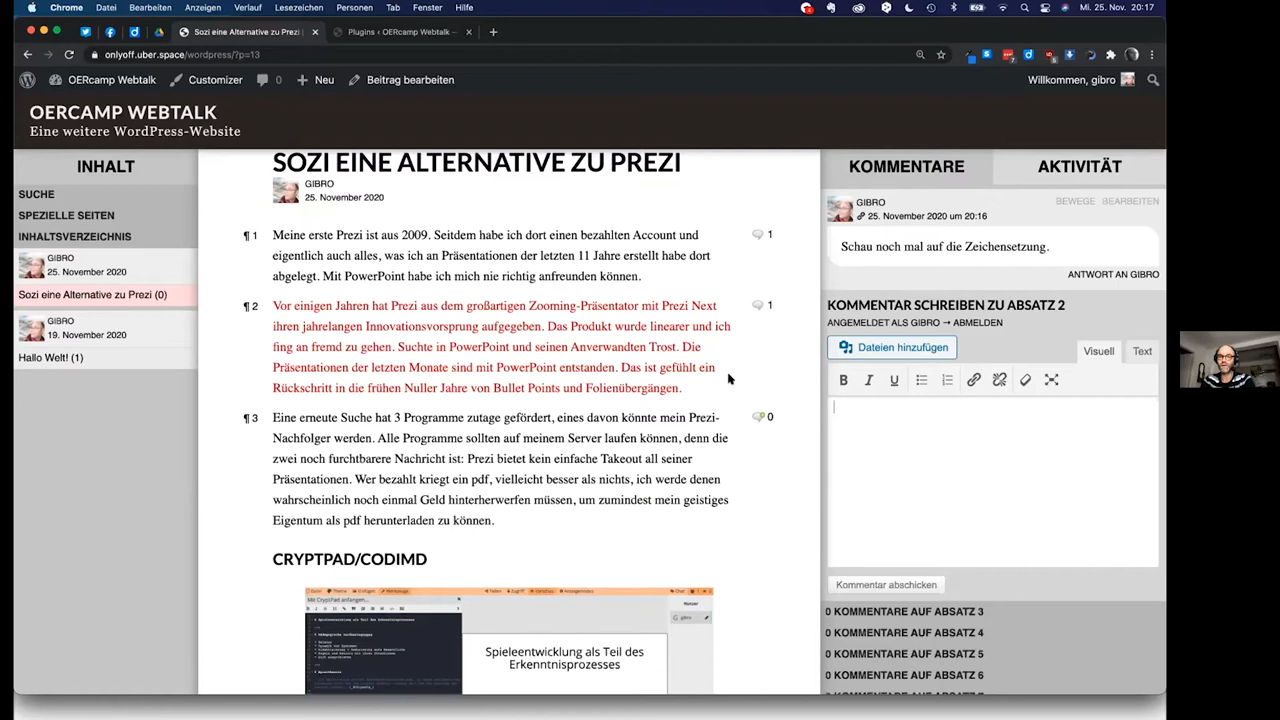 Chrome Datei Bearbeiten Anzeigen Verlauf Lesezeichen Personen Tab Fenster Hilfe Mi. 25. Nov. 20:17
Sozi eine Alternative zu Prezi Plugins ‹ OERcamp Webtalk —
onlyoff.uber.space/wordpress/?p=13
OERcamp Webtalk Customizer 0 Neu Beitrag bearbeiten Willkommen, gibro
OERCAMP WEBTALK
Eine weitere WordPress-Website
INHALT
SUCHE
SPEZIELLE SEITEN
INHALTSVERZEICHNIS
GIBRO
25. November 2020
Sozi eine Alternative zu Prezi (0)
GIBRO
19. November 2020
Hallo Welt! (1)
SOZI EINE ALTERNATIVE ZU PREZI
GIBRO
25. November 2020
¶ 1 Meine erste Prezi ist aus 2009. Seitdem habe ich dort einen bezahlten Account und 1
eigentlich auch alles, was ich an Präsentationen der letzten 11 Jahre erstellt habe dort
abgelegt. Mit PowerPoint habe ich mich nie richtig anfreunden können.
¶ 2 Vor einigen Jahren hat Prezi aus dem großartigen Zooming-Präsentator mit Prezi Next 1
ihren jahrelangen Innovationsvorsprung aufgegeben. Das Produkt wurde linearer und ich
fing an fremd zu gehen. Suchte in PowerPoint und seinen Anverwandten Trost. Die
Präsentationen der letzten Monate sind mit PowerPoint entstanden. Das ist gefühlt ein
Rückschritt in die frühen Nuller Jahre von Bullet Points und Folienübergängen.
¶ 3 Eine erneute Suche hat 3 Programme zutage gefördert, eines davon könnte mein Prezi- 0
Nachfolger werden. Alle Programme sollten auf meinem Server laufen können, denn die
zwei noch furchtbarere Nachricht ist: Prezi bietet kein einfache Takeout all seiner
Präsentationen. Wer bezahlt kriegt ein pdf, vielleicht besser als nichts, ich werde denen
wahrscheinlich noch einmal Geld hinterherwerfen müssen, um zumindest mein geistiges
Eigentum als pdf herunterladen zu können.
CRYPTPAD/CODIMD
Spieleentwicklung als Teil des
Erkenntnisprozesses
KOMMENTARE AKTIVITÄT
GIBRO BEWEGE BEARBEITEN
25. November 2020 um 20:16
Schau noch mal auf die Zeichensetzung.
ANTWORT AN GIBRO
KOMMENTAR SCHREIBEN ZU ABSATZ 2
ANGEMELDET ALS GIBRO → ABMELDEN
Dateien hinzufügen Visuell Text
B I U
Kommentar abschicken
0 KOMMENTARE AUF ABSATZ 3
0 KOMMENTARE AUF ABSATZ 4
0 KOMMENTARE AUF ABSATZ 5
0 KOMMENTARE AUF ABSATZ 6